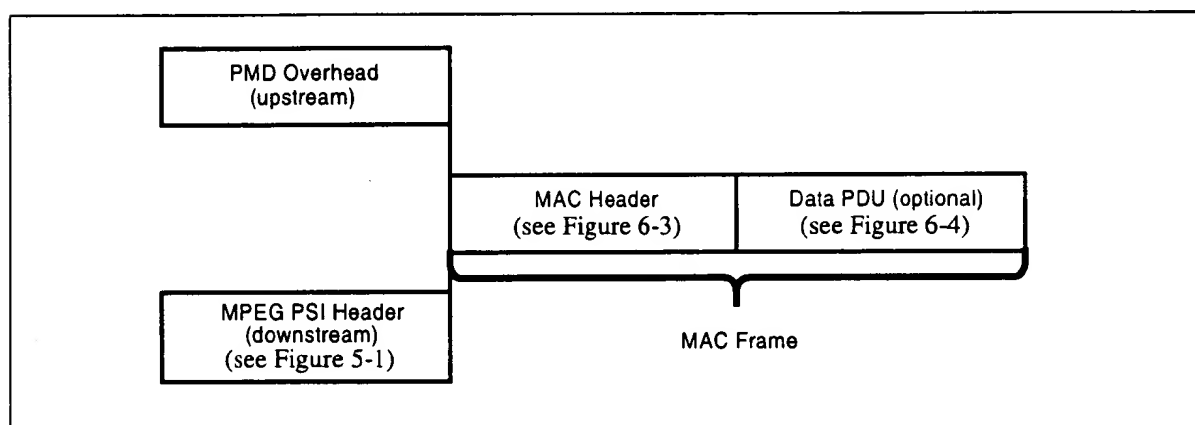 PMD Overhead
(upstream)
MAC Header
(see Figure 6-3)
Data PDU (optional)
(see Figure 6-4)
MPEG PSI Header
(downstream)
(see Figure 5-1)
MAC Frame